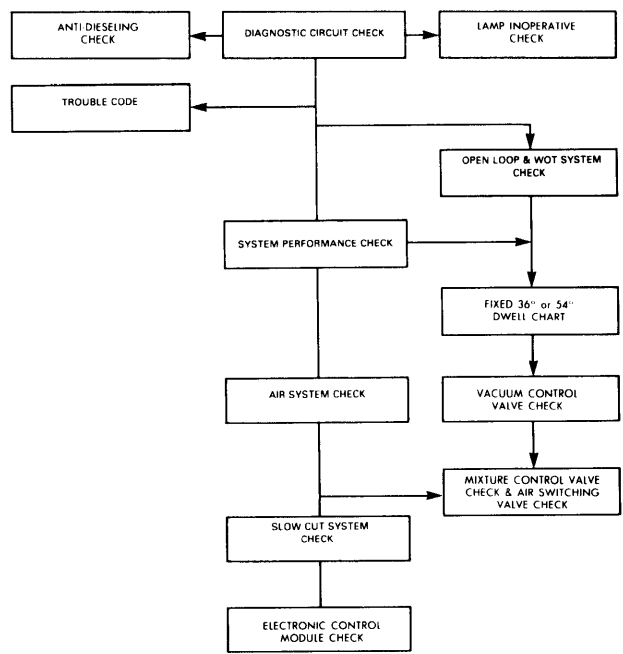 ANTI-DIESELING
CHECK
DIAGNOSTIC CIRCUIT CHECK
LAMP INOPERATIVE
CHECK
TROUBLE CODE
OPEN LOOP & WOT SYSTEM
CHECK
SYSTEM PERFORMANCE CHECK
FIXED 36° or 54°
DWELL CHART
AIR SYSTEM CHECK
VACUUM CONTROL
VALVE CHECK
MIXTURE CONTROL VALVE
CHECK & AIR SWITCHING
VALVE CHECK
SLOW CUT SYSTEM
CHECK
ELECTRONIC CONTROL
MODULE CHECK